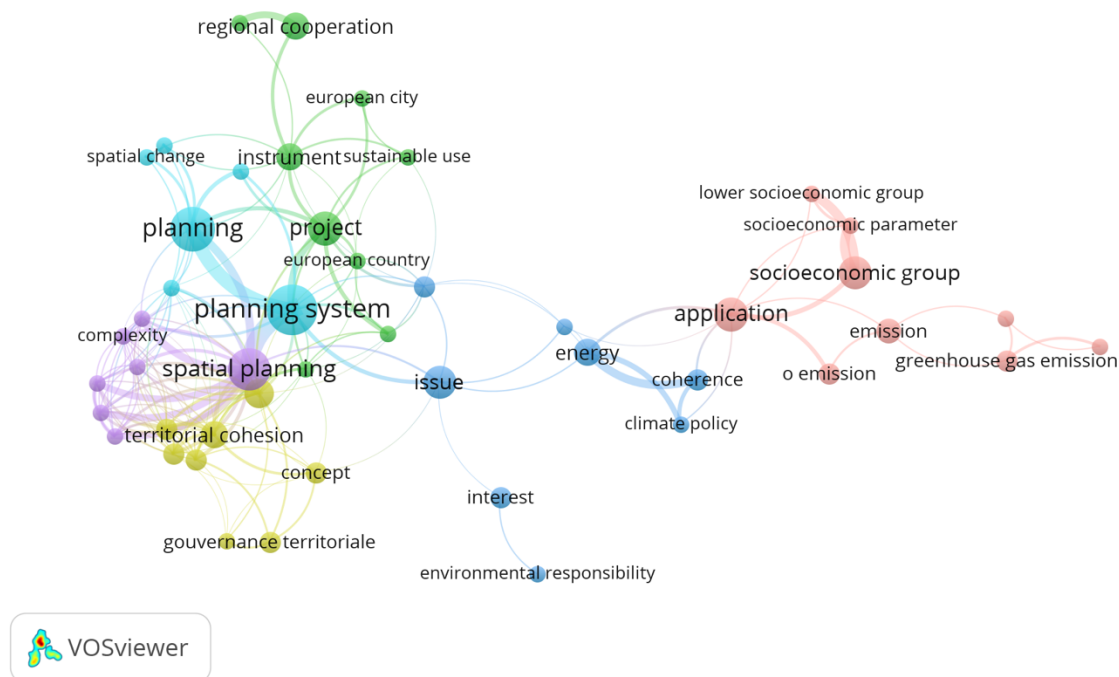 regional cooperation
european city
spatial change
instrument
sustainable use
lower socioeconomic group
planning
project
socioeconomic parameter
european country
socioeconomic group
planning system
application
complexity
emission
energy
greenhouse gas emission
spatial planning
issue
coherence
o emission
climate policy
territorial cohesion
concept
interest
gouvernance territoriale
environmental responsibility
VOSviewer